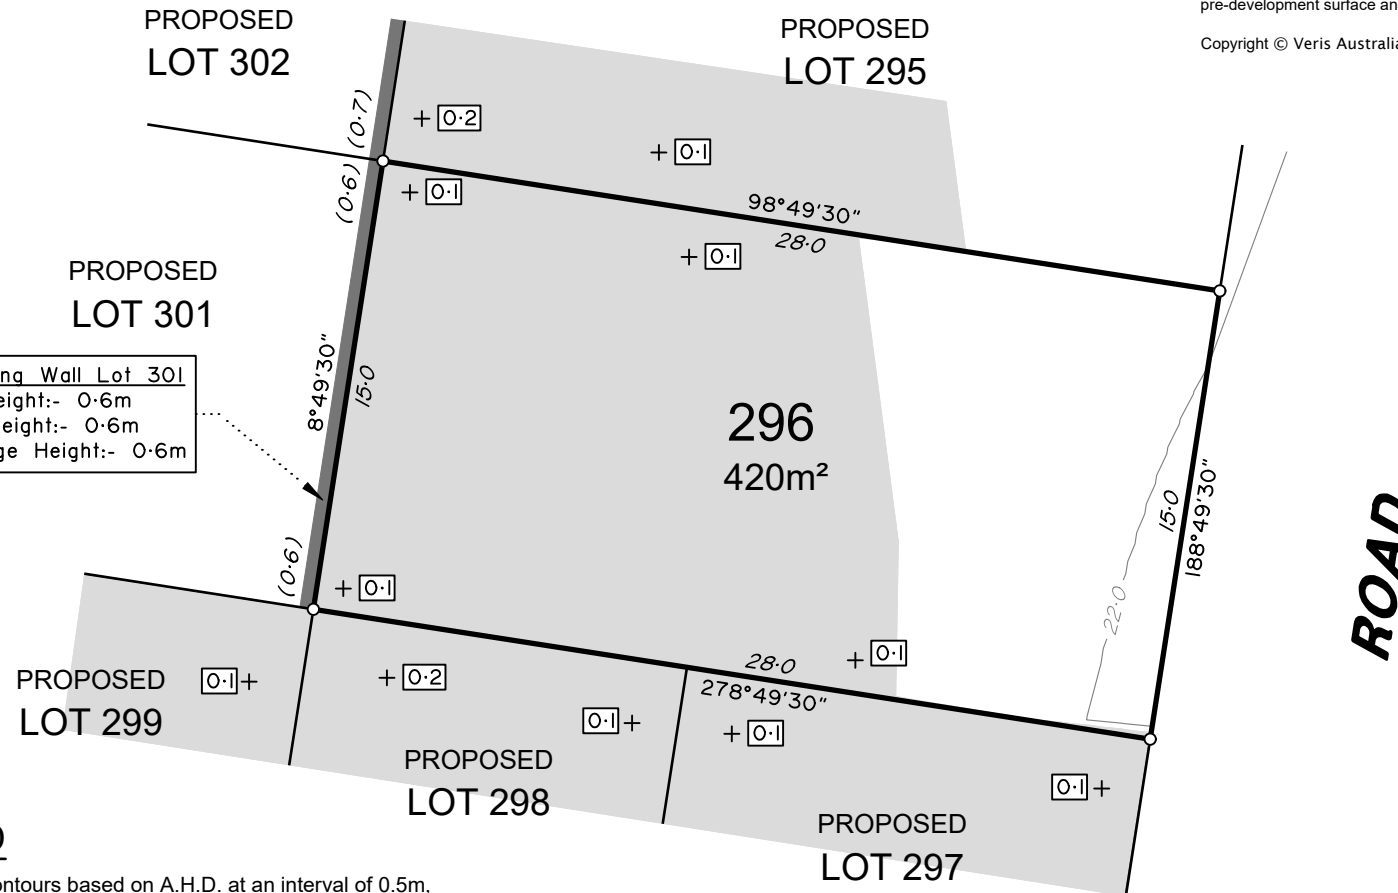 pre-development surface an
Copyright © Veris Australia
PROPOSED
LOT 302
PROPOSED
LOT 295
(0·7)
0·2
0·1
(0·6)
0·1
98°49'30"
28·0
0·1
PROPOSED
LOT 301
8°49'30"
15·0
ng Wall Lot 301
eight:- 0·6m
eight:- 0·6m
ge Height:- 0·6m
296
420m²
15·0
188°49'30"
ROAD
22·0
(0·6)
0·1
0·1
28·0
278°49'30"
PROPOSED
LOT 299
0·1
0·2
0·1
0·1
PROPOSED
LOT 298
0·1
PROPOSED
LOT 297
ontours based on A.H.D. at an interval of 0.5m,